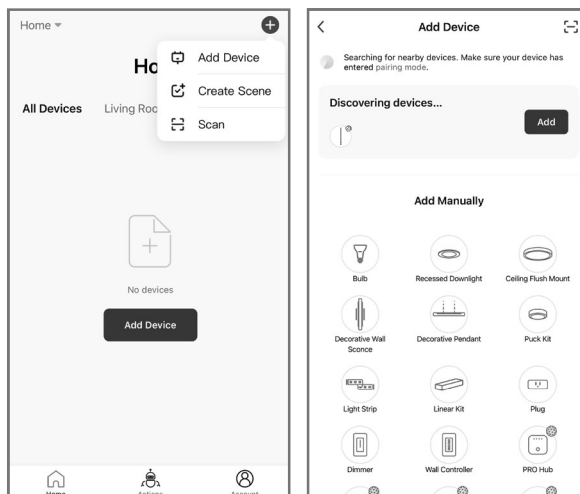 Home
Ho
Add Device
Create Scene
Scan
All Devices
Living Roo
No devices
Add Device
Home
Actions
Account
Add Device
Searching for nearby devices. Make sure your device has
entered pairing mode.
Discovering devices...
Add
Add Manually
Bulb
Recessed Downlight
Ceiling Flush Mount
Decorative Wall
Sconce
Decorative Pendant
Puck Kit
Light Strip
Linear Kit
Plug
Dimmer
Wall Controller
PRO Hub